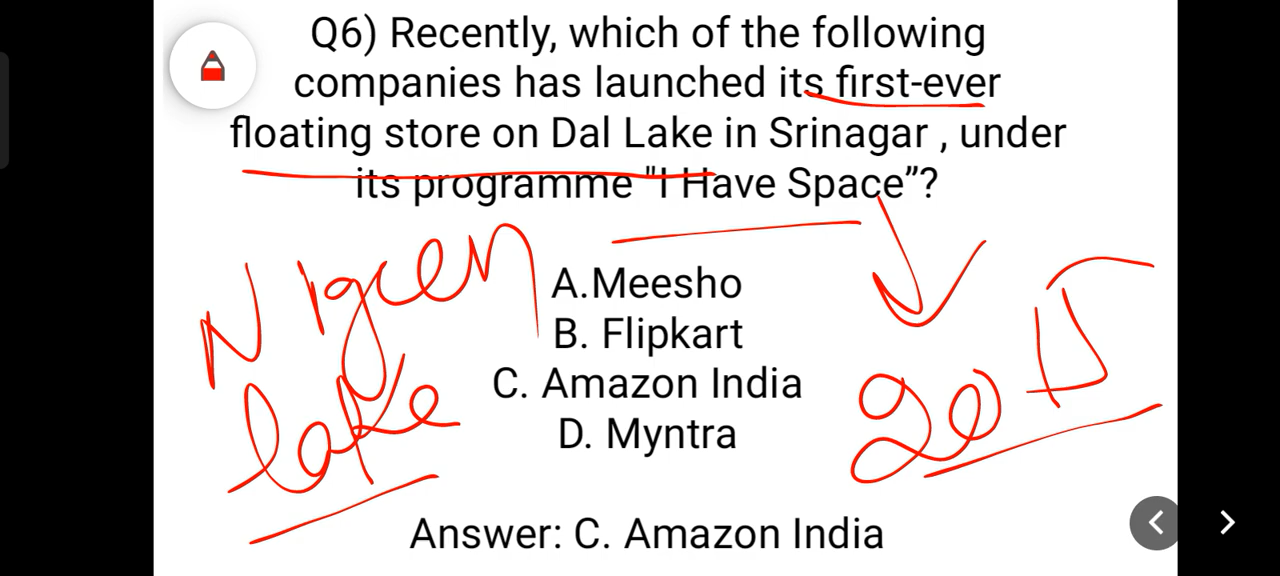 Q6) Recently, which of the following
companies has launched its first-ever
floating store on Dal Lake in Srinagar , under
its programme "I Have Space”?
Nigeen
lake
A.Meesho
B. Flipkart
C. Amazon India
D. Myntra
2015
Answer: C. Amazon India